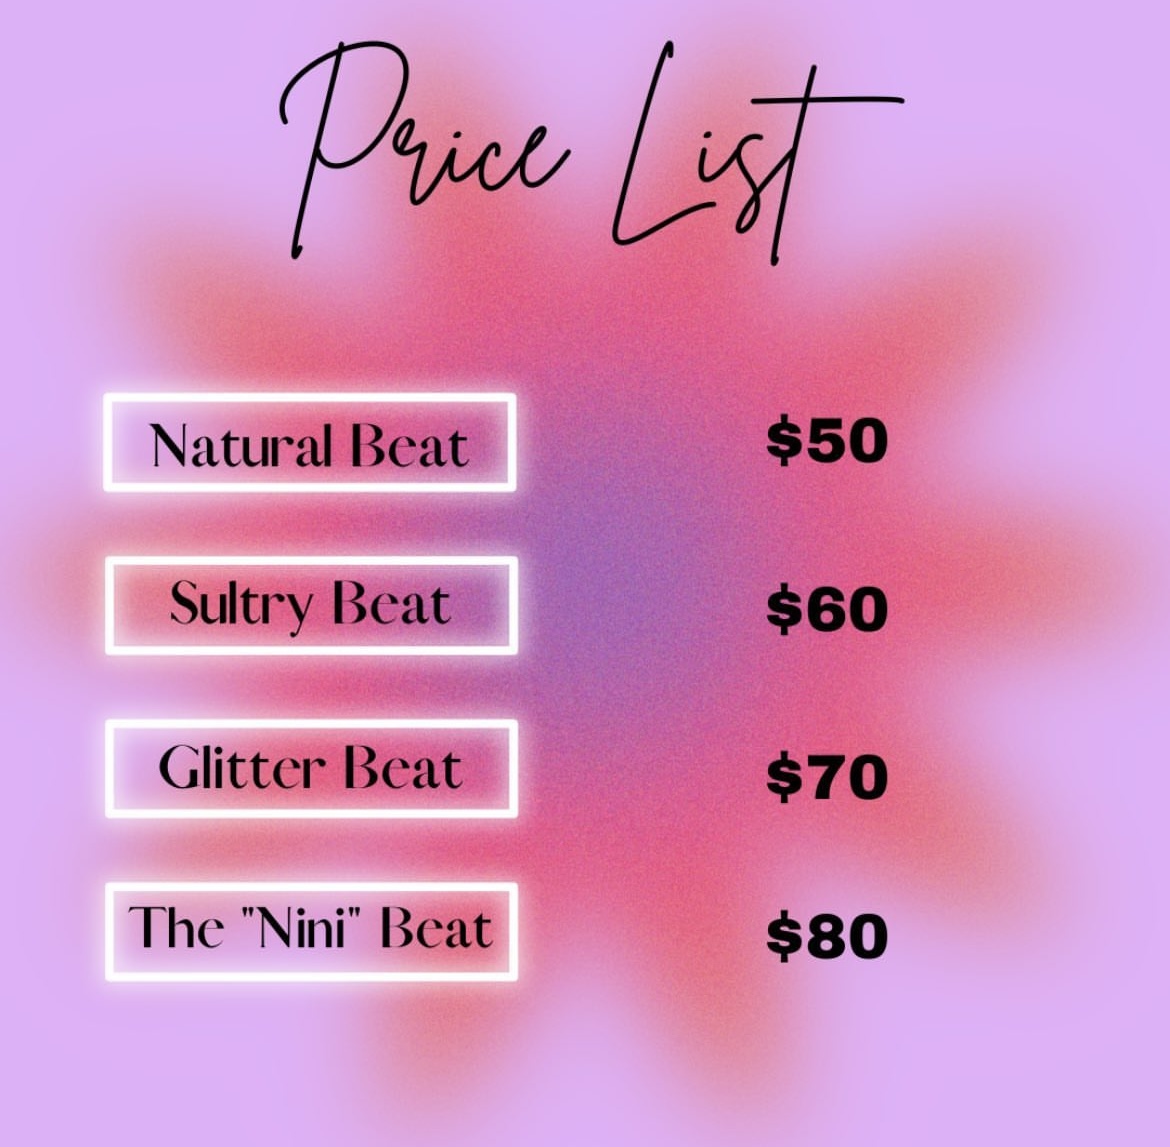 Price List
Natural Beat $50
Sultry Beat $60
Glitter Beat $70
The "Nini" Beat $80